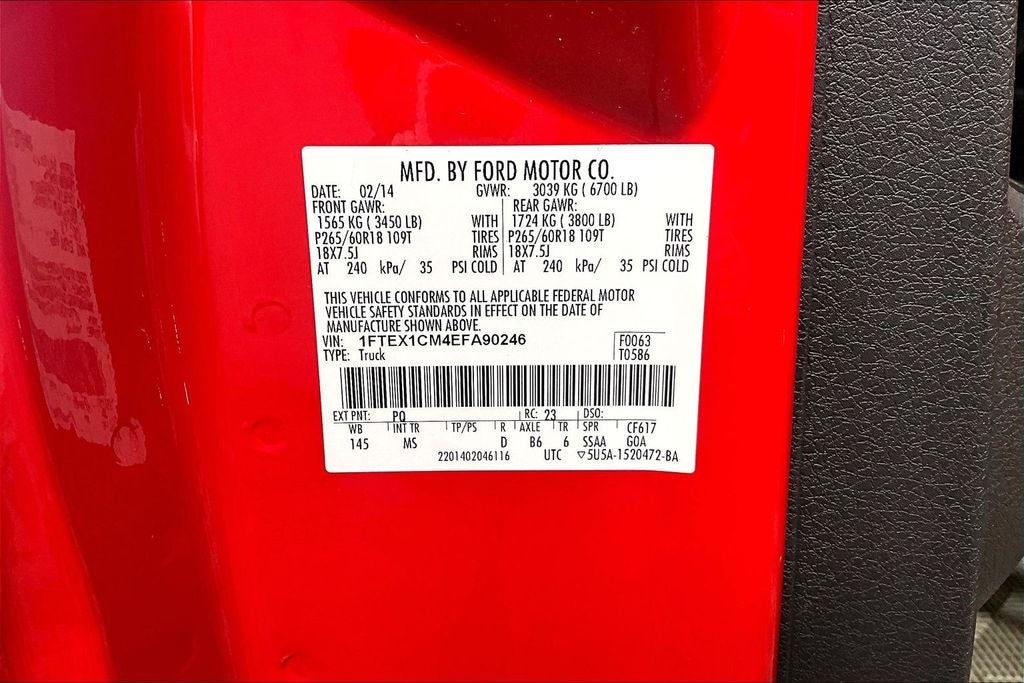 MFD. BY FORD MOTOR CO.
DATE: 02/14 GVWR: 3039 KG ( 6700 LB)
FRONT GAWR: REAR GAWR:
1565 KG ( 3450 LB) WITH 1724 KG ( 3800 LB) WITH
P265/60R18 109T TIRES P265/60R18 109T TIRES
18X7.5J RIMS 18X7.5J RIMS
AT 240 kPa/ 35 PSI COLD AT 240 kPa/ 35 PSI COLD
THIS VEHICLE CONFORMS TO ALL APPLICABLE FEDERAL MOTOR
VEHICLE SAFETY STANDARDS IN EFFECT ON THE DATE OF
MANUFACTURE SHOWN ABOVE.
VIN: 1FTEX1CM4EFA90246 F0063
TYPE: Truck T0586
EXT PNT: PQ RC: 23 DSO:
WB INT TR TP/PS R AXLE TR SPR CF617
145 MS D B6 6 SSAA GOA
2201402046116 UTC ▽5U5A-1520472-BA